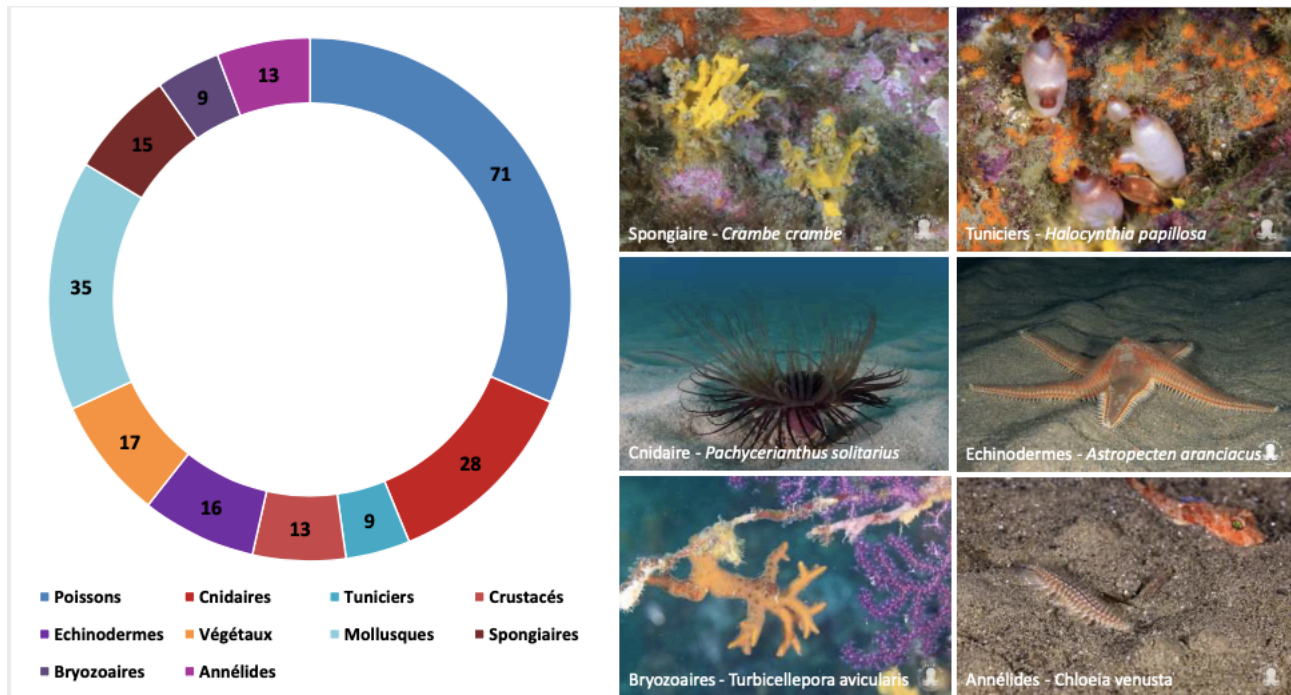 13
9
15
71
35
17
28
16
13
9
Poissons
Cnidaires
Tuniciers
Crustacés
Echinodermes
Végétaux
Mollusques
Spongiaires
Bryozoaires
Annélides
Spongiaire - Crambe crambe
Tuniciers - Halocynthia papillosa
Cnidaire - Pachycerianthus solitarius
Echinodermes - Astropecten aranciacus
Bryozoaires - Turbicellepora avicularis
Annélides - Chloeia venusta